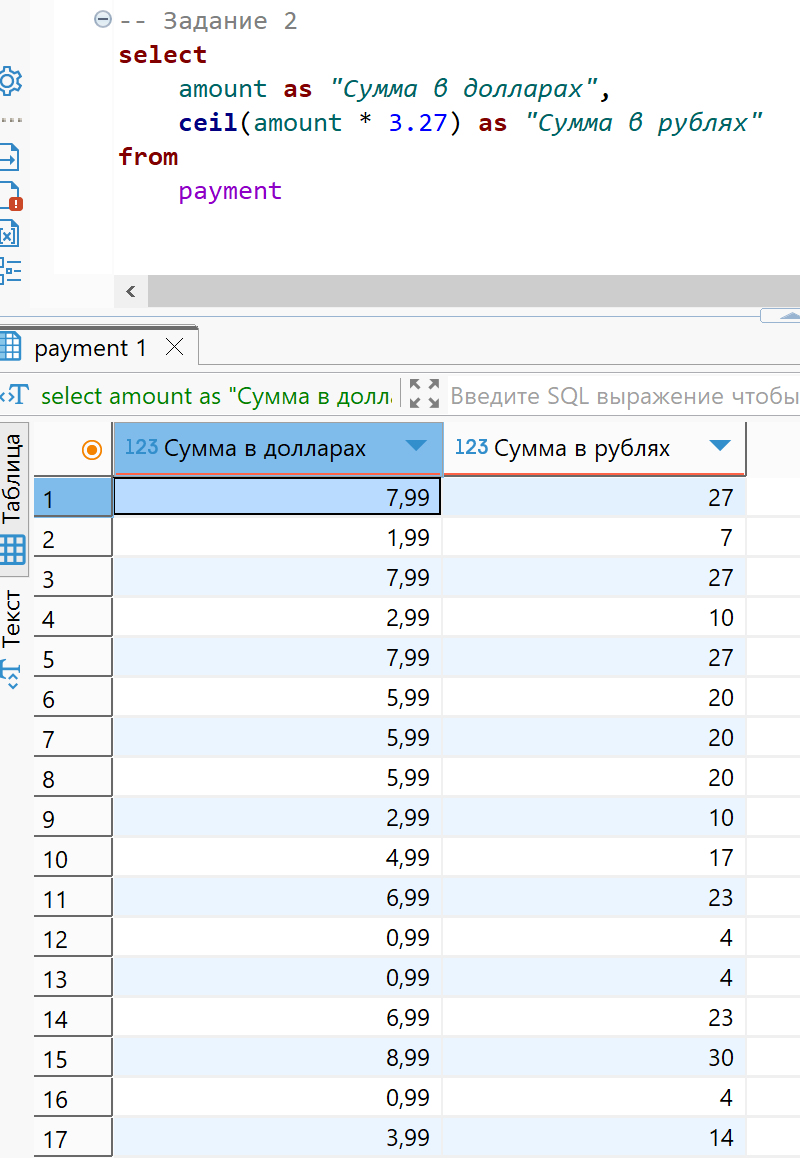 -- Задание 2
select
amount as "Сумма в долларах",
ceil(amount * 3.27) as "Сумма в рублях"
from
payment
payment 1
select amount as "Сумма в долл
Введите SQL выражение чтобы
Таблица
Текст
123 Сумма в долларах 123 Сумма в рублях
1 7,99 27
2 1,99 7
3 7,99 27
4 2,99 10
5 7,99 27
6 5,99 20
7 5,99 20
8 5,99 20
9 2,99 10
10 4,99 17
11 6,99 23
12 0,99 4
13 0,99 4
14 6,99 23
15 8,99 30
16 0,99 4
17 3,99 14